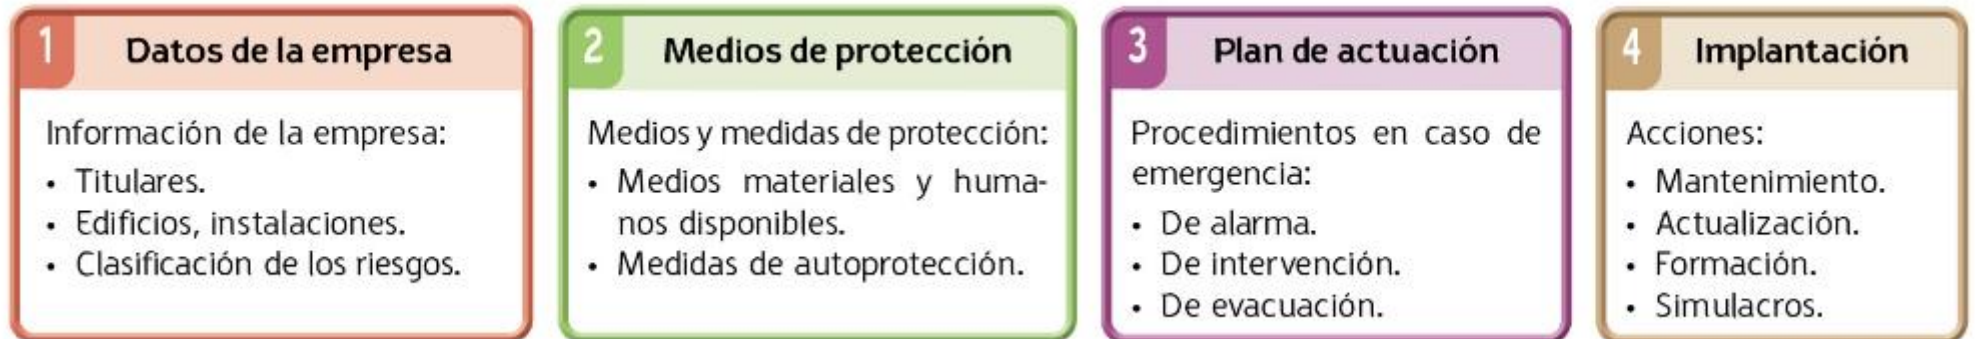 1 Datos de la empresa
Información de la empresa:
• Titulares.
• Edificios, instalaciones.
• Clasificación de los riesgos.
2 Medios de protección
Medios y medidas de protección:
• Medios materiales y huma-
nos disponibles.
• Medidas de autoprotección.
3 Plan de actuación
Procedimientos en caso de
emergencia:
• De alarma.
• De intervención.
• De evacuación.
4 Implantación
Acciones:
• Mantenimiento.
• Actualización.
• Formación.
• Simulacros.